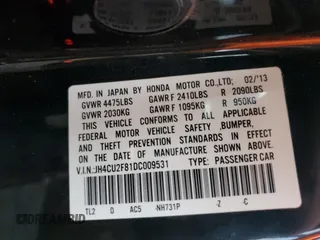 MFD. IN JAPAN BY HONDA MOTOR CO., LTD. 02/'13
GVWR 4475LBS GAWR F 2410LBS R 2090LBS
GVWR 2030KG GAWR F 1095KG R 950KG
THIS VEHICLE CONFORMS TO ALL APPLICABLE
FEDERAL MOTOR VEHICLE SAFETY, BUMPER,
AND THEFT PREVENTION STANDARDS IN EFFECT
ON THE DATE OF MANUFACTURE SHOWN ABOVE.
V.I.N.:JH4CU2F81DC009531 TYPE: PASSENGER CAR
TL2 D AC5 -NH731P -Z -C
DREAMBID